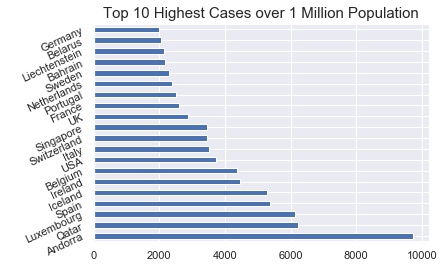 Top 10 Highest Cases over 1 Million Population
Germany
Belarus
Liechtenstein
Bahrain
Sweden
Netherlands
Portugal
France
UK
Singapore
Switzerland
Italy
USA
Belgium
Ireland
Iceland
Spain
Luxembourg
Qatar
Andorra
0 2000 4000 6000 8000 10000